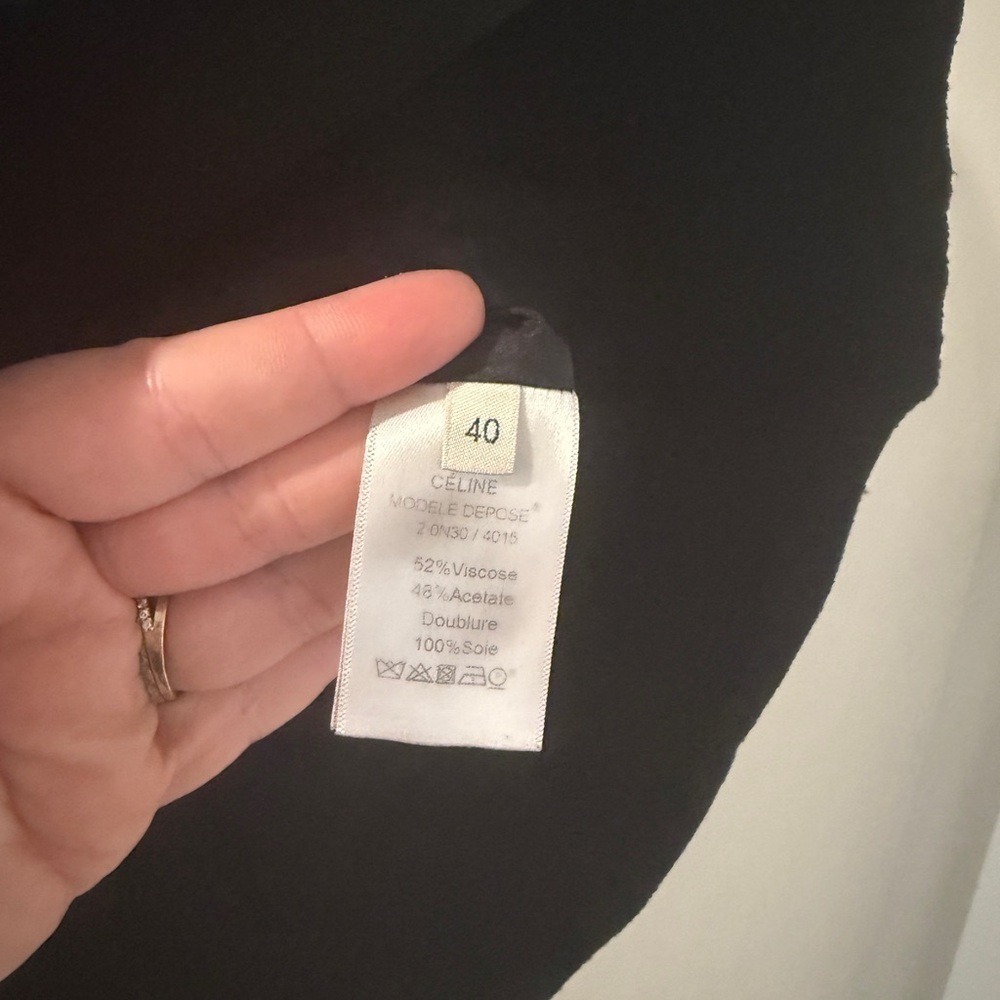 40
CÉLINE
MODELE DEPOSE®
2 0N30 / 4015
52%Viscose
48%Acetate
Doublure
100%Soie